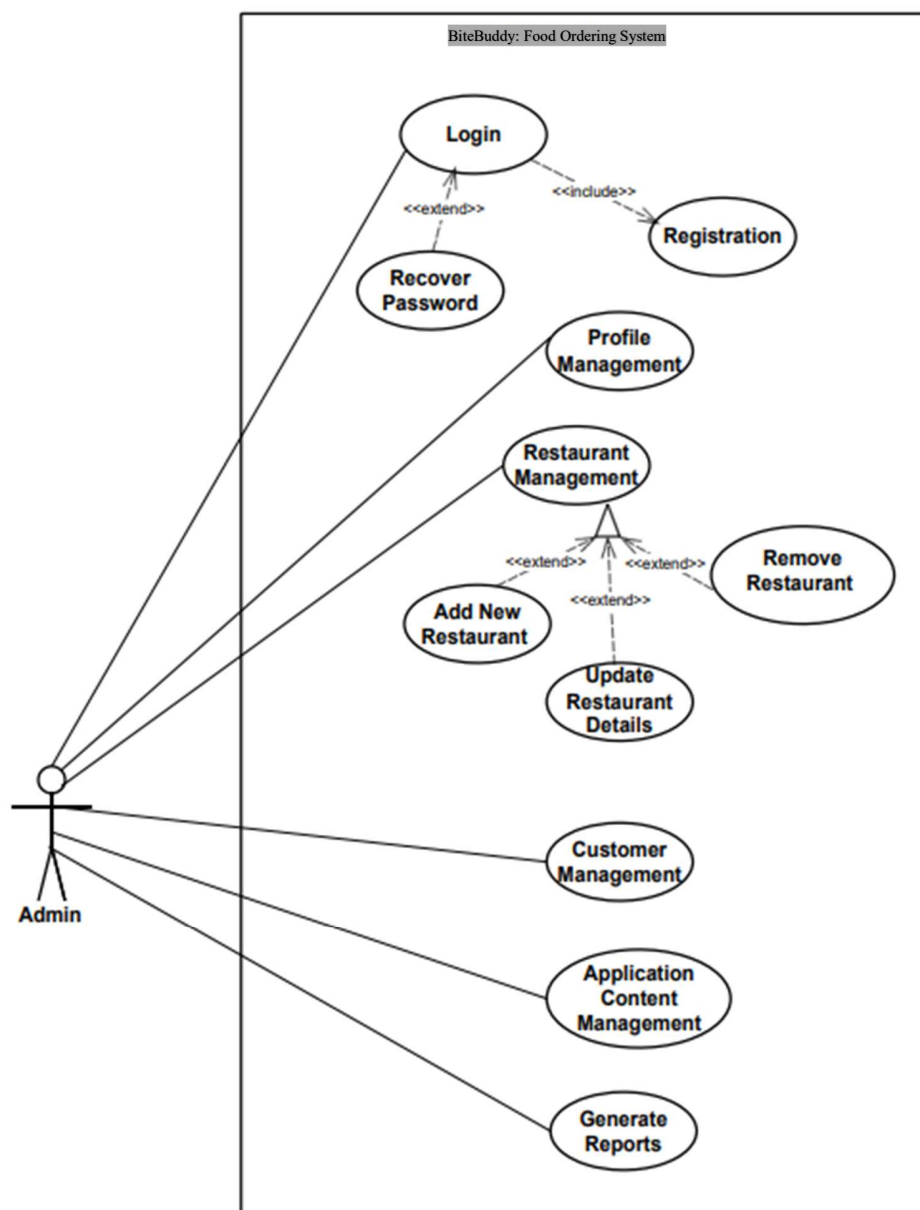 BiteBuddy: Food Ordering System
Login
<<include>>
<<extend>>
Registration
Recover
Password
Profile
Management
Restaurant
Management
<<extend>>
<<extend>>
Remove
Restaurant
<<extend>>
Add New
Restaurant
Update
Restaurant
Details
Customer
Management
Admin
Application
Content
Management
Generate
Reports